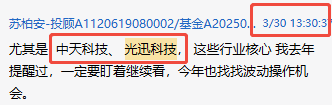 苏柏安-投顾A1120619080002/基金A20250... 3/30 13:30:3
尤其是 中天科技、光迅科技，这些行业核心 我去年
提醒过，一定要盯着继续看，今年也找找波动操作机
会。